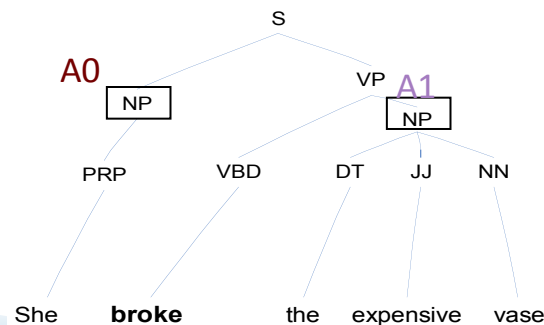 S
A0
VP A1
NP
NP
PRP VBD DT JJ NN
She broke the expensive vase